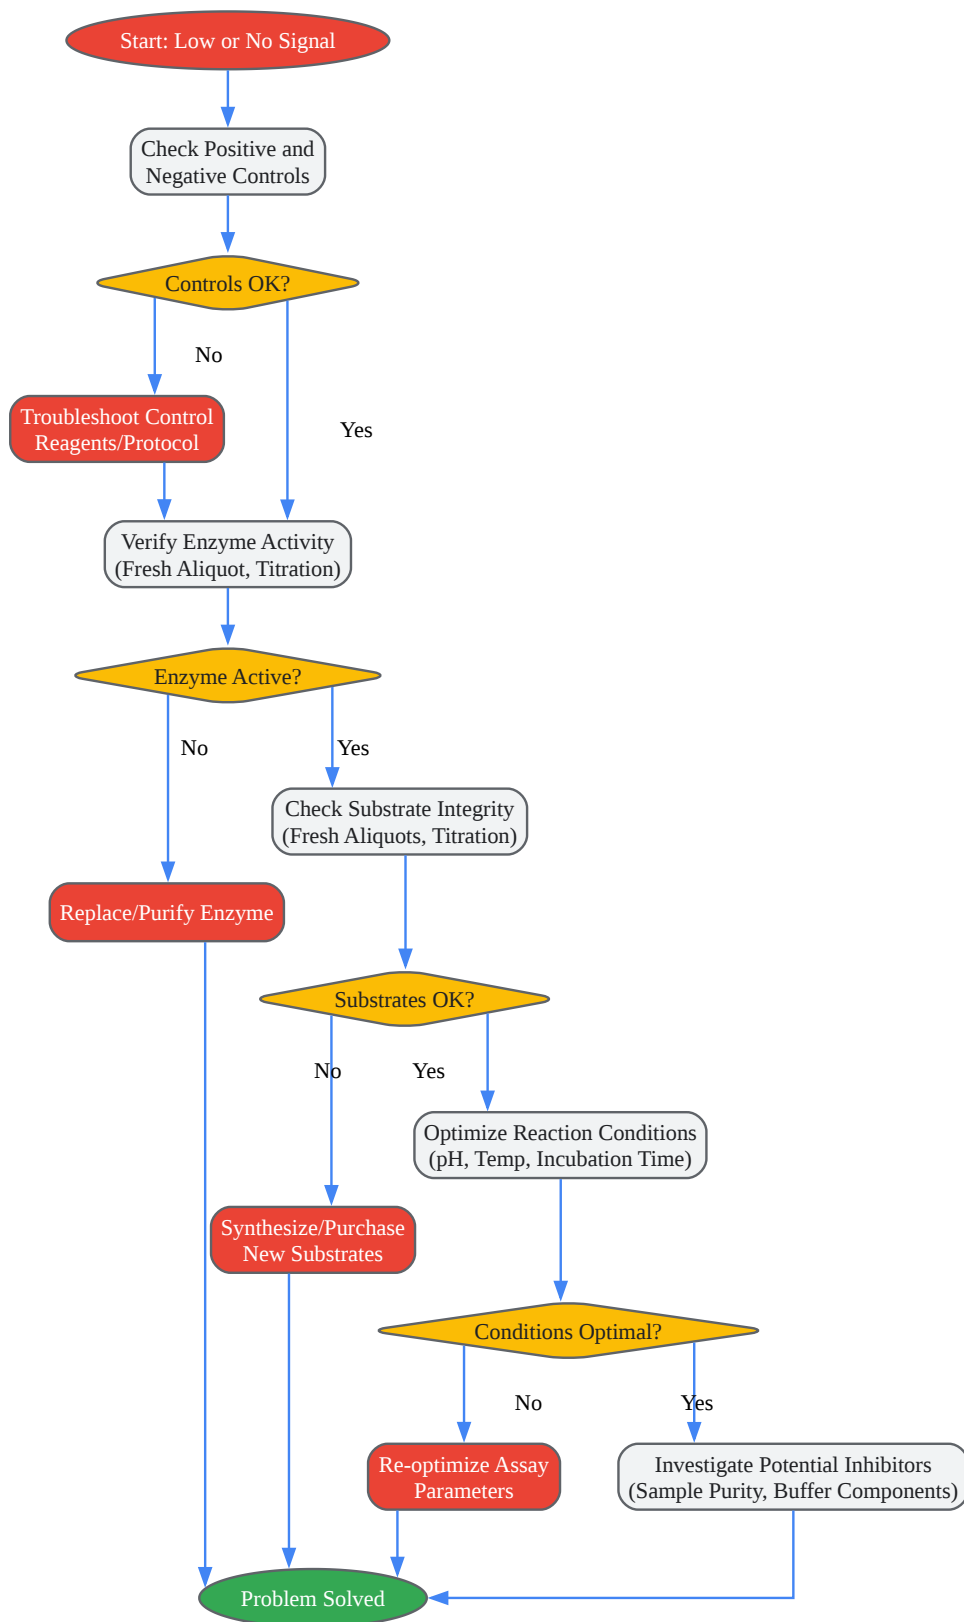 Start: Low or No Signal
Check Positive and
Negative Controls
Controls OK?
No
Yes
Troubleshoot Control
Reagents/Protocol
Verify Enzyme Activity
(Fresh Aliquot, Titration)
Enzyme Active?
No
Yes
Check Substrate Integrity
(Fresh Aliquots, Titration)
Replace/Purify Enzyme
Substrates OK?
No
Yes
Optimize Reaction Conditions
(pH, Temp, Incubation Time)
Synthesize/Purchase
New Substrates
Conditions Optimal?
No
Yes
Re-optimize Assay
Parameters
Investigate Potential Inhibitors
(Sample Purity, Buffer Components)
Problem Solved